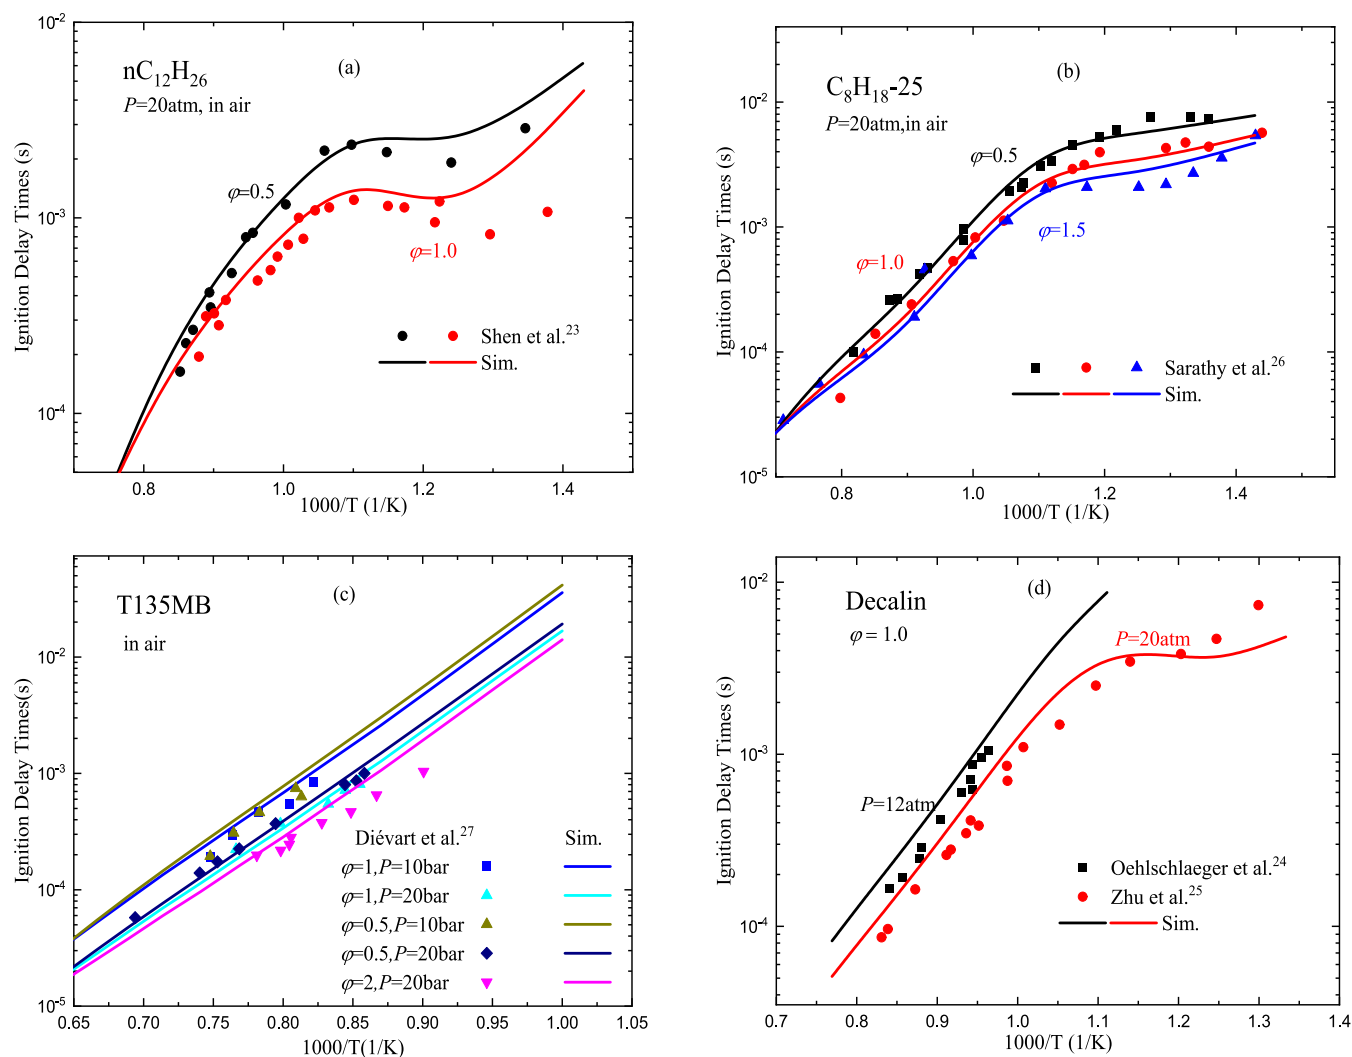 (a)
nC12H26
P=20atm, in air
φ=0.5
φ=1.0
Shen et al.23
Sim.
10-2
10-3
10-4
Ignition Delay Times (s)
0.8
1.0
1.2
1.4
1000/T (1/K)
(b)
C8H18-25
P=20atm,in air
φ=0.5
φ=1.0
φ=1.5
Sarathy et al.26
Sim.
10-2
10-3
10-4
10-5
Ignition Delay Times (s)
0.8
1.0
1.2
1.4
1000/T (1/K)
(c)
T135MB
in air
Diévart et al.27 Sim.
φ=1,P=10bar
φ=1,P=20bar
φ=0.5,P=10bar
φ=0.5,P=20bar
φ=2,P=20bar
10-2
10-3
10-4
10-5
Ignition Delay Times(s)
0.65
0.70
0.75
0.80
0.85
0.90
0.95
1.00
1.05
1000/T(1/K)
(d)
Decalin
φ = 1.0
P=20atm
P=12atm
Oehlschlaeger et al.24
Zhu et al.25
Sim.
10-2
10-3
10-4
Ignition Delay Times (s)
0.7
0.8
0.9
1.0
1.1
1.2
1.3
1.4
1000/T (1/K)